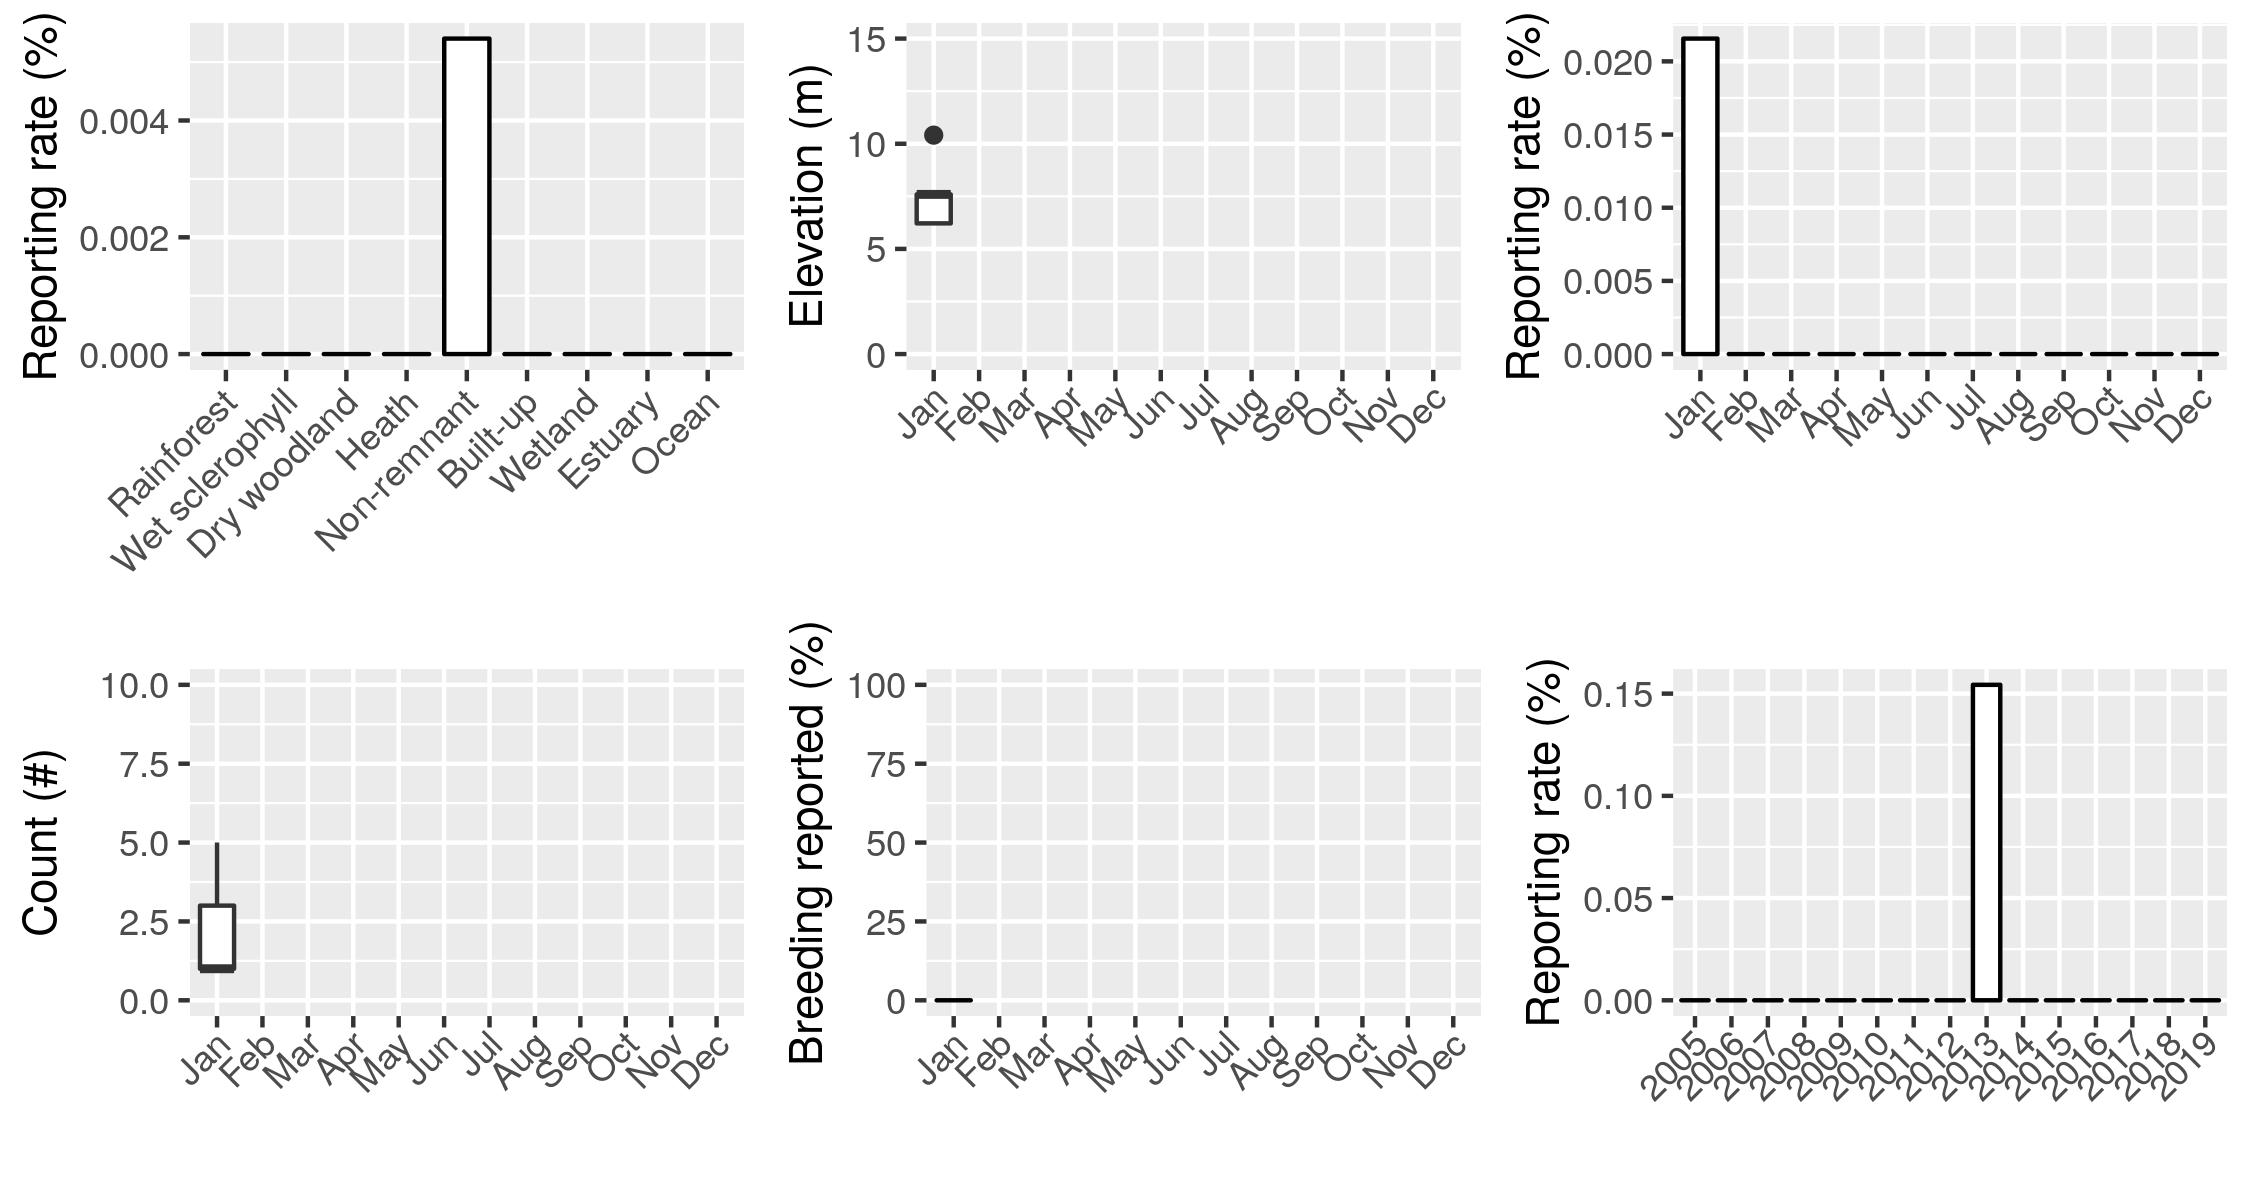 Reporting rate (%)
0.004
0.002
0.000
Rainforest
Wet sclerophyll
Dry woodland
Heath
Non-remnant
Built-up
Wetland
Estuary
Ocean
Elevation (m)
15
10
5
0
Jan
Feb
Mar
Apr
May
Jun
Jul
Aug
Sep
Oct
Nov
Dec
Reporting rate (%)
0.020
0.015
0.010
0.005
0.000
Jan
Feb
Mar
Apr
May
Jun
Jul
Aug
Sep
Oct
Nov
Dec
Count (#)
10.0
7.5
5.0
2.5
0.0
Jan
Feb
Mar
Apr
May
Jun
Jul
Aug
Sep
Oct
Nov
Dec
Breeding reported (%)
100
75
50
25
0
Jan
Feb
Mar
Apr
May
Jun
Jul
Aug
Sep
Oct
Nov
Dec
Reporting rate (%)
0.15
0.10
0.05
0.00
2005
2006
2007
2008
2009
2010
2011
2012
2013
2014
2015
2016
2017
2018
2019